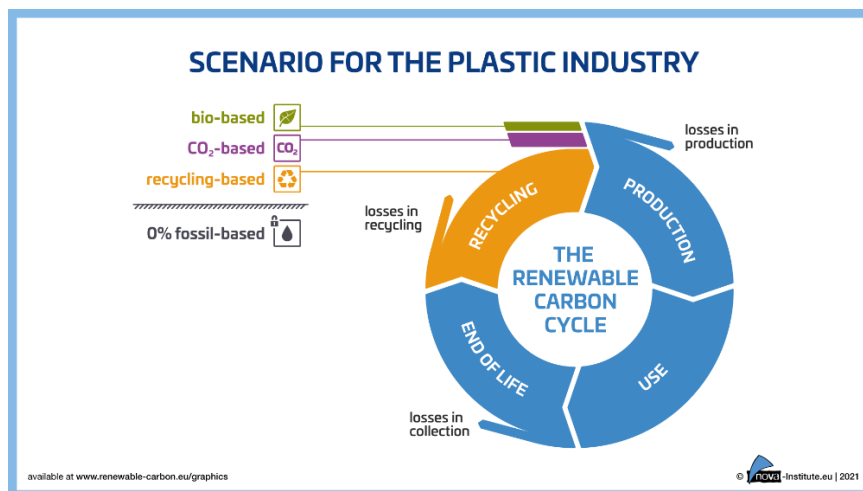 SCENARIO FOR THE PLASTIC INDUSTRY
bio-based
CO₂-based
CO₂
recycling-based
0% fossil-based
losses in
production
losses in
recycling
RECYCLING
PRODUCTION
THE
RENEWABLE
CARBON
CYCLE
END OF LIFE
USE
losses in
collection
available at www.renewable-carbon.eu/graphics
© nova-Institute.eu | 2021